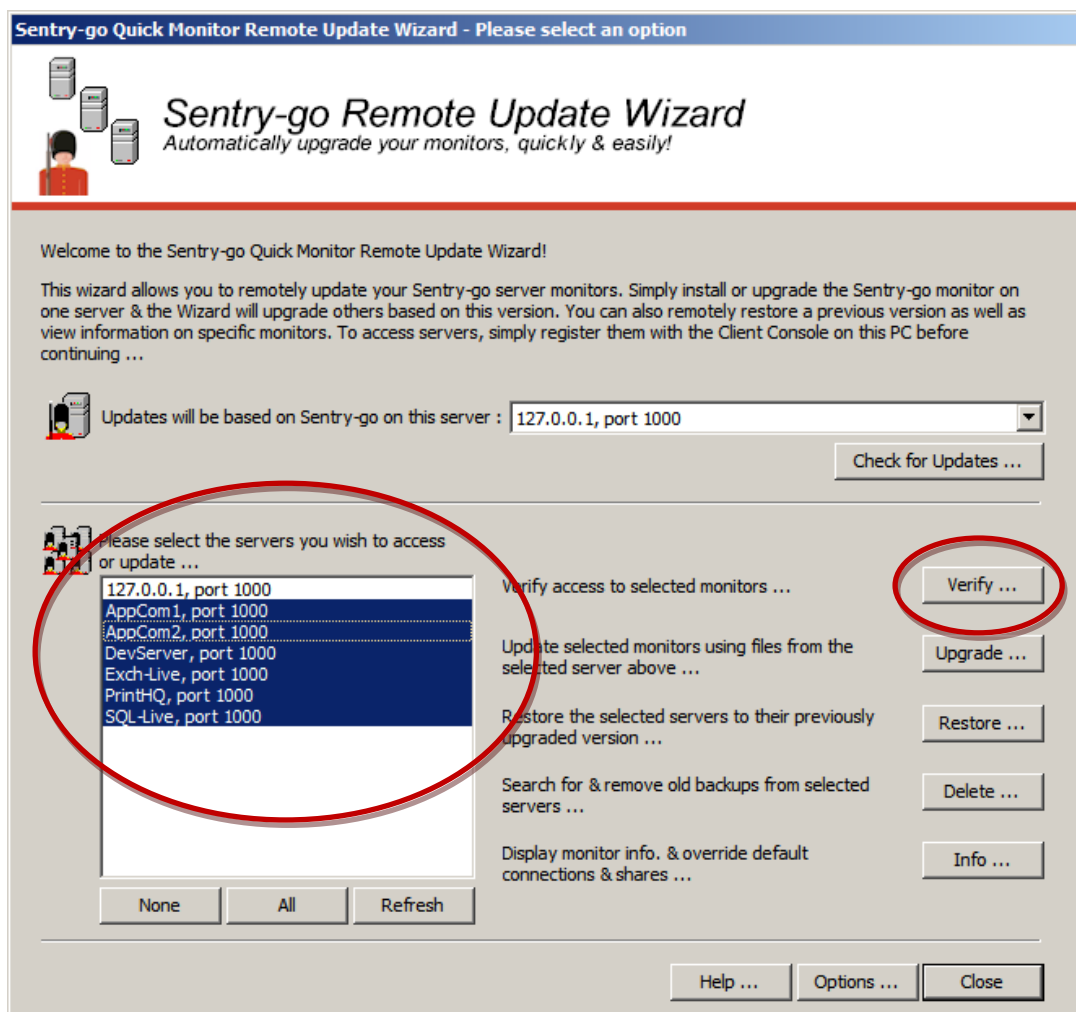 Sentry-go Quick Monitor Remote Update Wizard - Please select an option
Sentry-go Remote Update Wizard
Automatically upgrade your monitors, quickly & easily!
Welcome to the Sentry-go Quick Monitor Remote Update Wizard!
This wizard allows you to remotely update your Sentry-go server monitors. Simply install or upgrade the Sentry-go monitor on
one server & the Wizard will upgrade others based on this version. You can also remotely restore a previous version as well as
view information on specific monitors. To access servers, simply register them with the Client Console on this PC before
continuing ...
Updates will be based on Sentry-go on this server :
127.0.0.1, port 1000
Check for Updates ...
Please select the servers you wish to access
or update ...
127.0.0.1, port 1000
AppCom1, port 1000
AppCom2, port 1000
DevServer, port 1000
Exch-Live, port 1000
PrintHQ, port 1000
SQL-Live, port 1000
None
All
Refresh
Verify access to selected monitors ...
Verify ...
Update selected monitors using files from the
selected server above ...
Upgrade ...
Restore the selected servers to their previously
upgraded version ...
Restore ...
Search for & remove old backups from selected
servers ...
Delete ...
Display monitor info. & override default
connections & shares ...
Info ...
Help ...
Options ...
Close